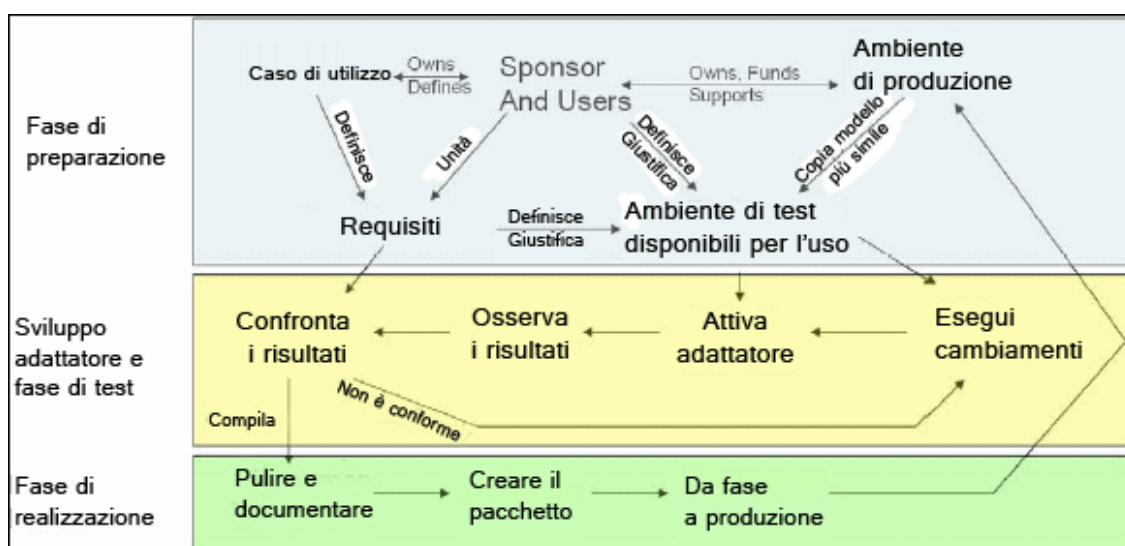 Fase di
preparazione
Caso di utilizzo
Owns
Defines
Sponsor
And Users
Owns, Funds
Supports
Ambiente
di produzione
Definisce
Unità
Definisce
Giustifica
Copia modello
più simile
Requisiti
Definisce
Giustifica
Ambiente di test
disponibili per l'uso
Sviluppo
adattatore e
fase di test
Confronta
i risultati
Osserva
i risultati
Attiva
adattatore
Esegui
cambiamenti
Compila
Non è conforme
Fase di
realizzazione
Pulire e
documentare
Creare il
pacchetto
Da fase
a produzione